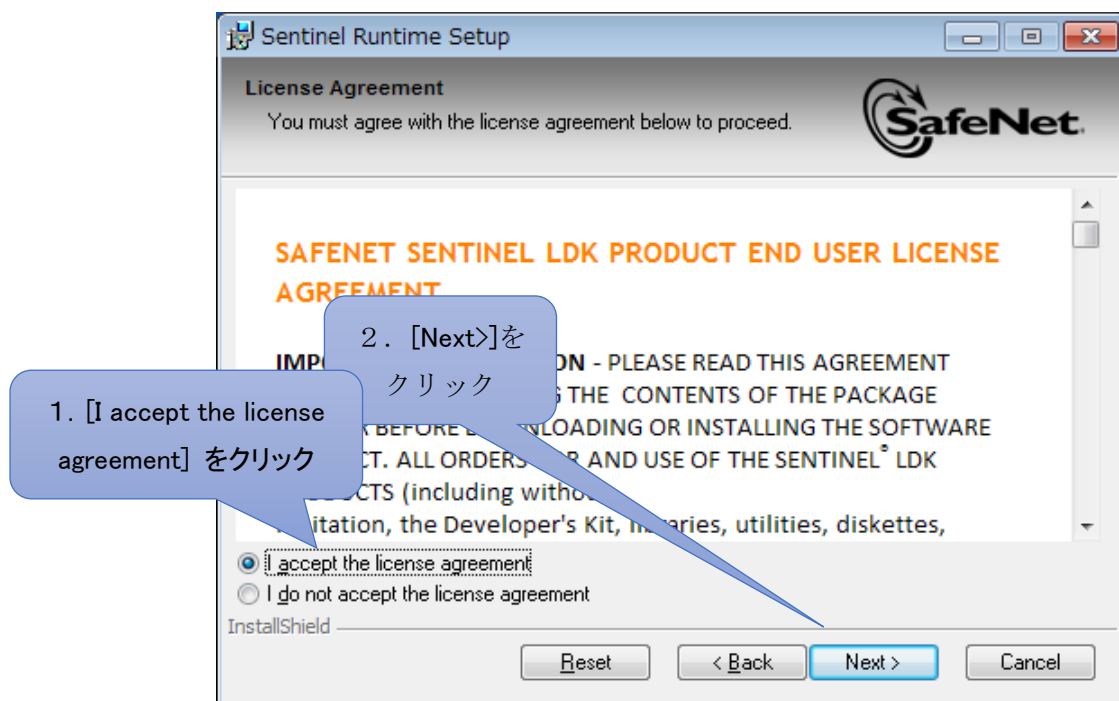 Sentinel Runtime Setup
License Agreement
You must agree with the license agreement below to proceed.
SafeNet.
SAFENET SENTINEL LDK PRODUCT END USER LICENSE
AGREEMENT
2. [Next>]を
クリック
ON - PLEASE READ THIS AGREEMENT
THE CONTENTS OF THE PACKAGE
1. [I accept the license
agreement] をクリック
BEFORE DOWNLOADING OR INSTALLING THE SOFTWARE
CT. ALL ORDERS FOR AND USE OF THE SENTINEL® LDK
CTS (including
itation, the Developer's Kit, libraries, utilities, diskettes,
I accept the license agreement
I do not accept the license agreement
InstallShield
Reset
< Back
Next >
Cancel